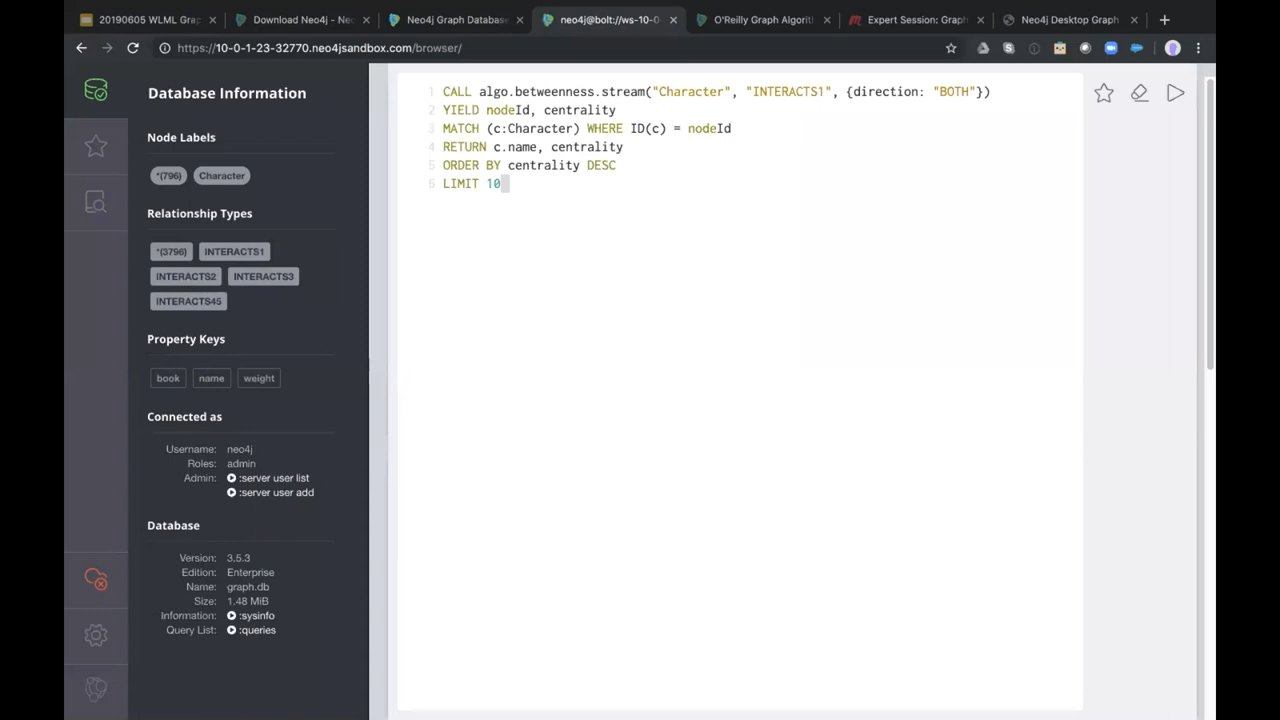 20190605 WLML Gra
Download Neo4j - Ne
Neo4j Graph Database
neo4j@bolt://ws-10-0
O'Reilly Graph Algorit
Expert Session: Graph
Neo4j Desktop Graph
https://10-0-1-23-32770.neo4jsandbox.com/browser/
Database Information
Node Labels
*(796) Character
Relationship Types
*(3796) INTERACTS1
INTERACTS2 INTERACTS3
INTERACTS45
Property Keys
book name weight
Connected as
Username: neo4j
Roles: admin
Admin: :server user list
:server user add
Database
Version: 3.5.3
Edition: Enterprise
Name: graph.db
Size: 1.48 MiB
Information: :sysinfo
Query List: :queries
1 CALL algo.betweenness.stream("Character", "INTERACTS1", {direction: "BOTH"})
2 YIELD nodeId, centrality
3 MATCH (c:Character) WHERE ID(c) = nodeId
4 RETURN c.name, centrality
5 ORDER BY centrality DESC
6 LIMIT 10